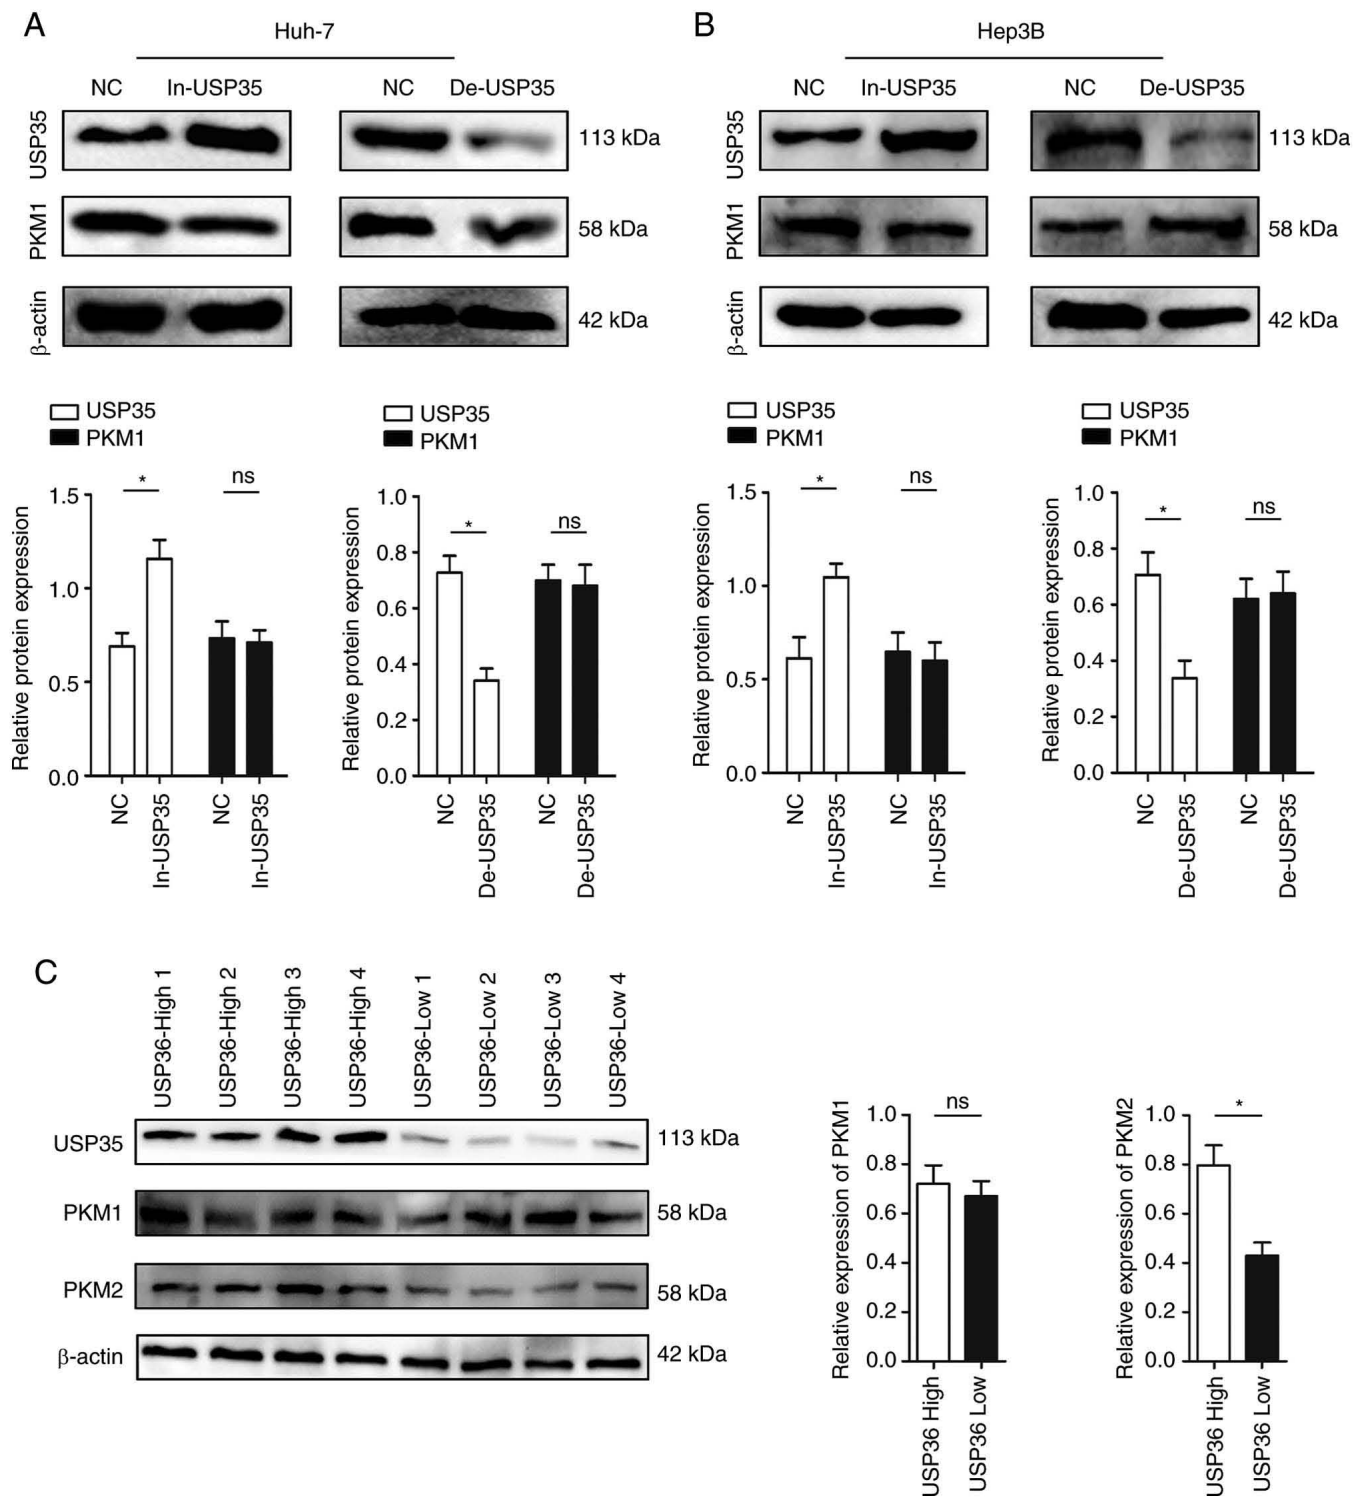 A
Huh-7
NC In-USP35 NC De-USP35
USP35 113 kDa
PKM1 58 kDa
β-actin 42 kDa
USP35
PKM1
USP35
PKM1
Relative protein expression
1.5
1.0
0.5
0.0
* ns
NC In-USP35 NC In-USP35
Relative protein expression
1.0
0.8
0.6
0.4
0.2
0.0
* ns
NC De-USP35 NC De-USP35
B
Hep3B
NC In-USP35 NC De-USP35
USP35 113 kDa
PKM1 58 kDa
β-actin 42 kDa
USP35
PKM1
USP35
PKM1
Relative protein expression
1.5
1.0
0.5
0.0
* ns
NC In-USP35 NC In-USP35
Relative protein expression
1.0
0.8
0.6
0.4
0.2
0.0
* ns
NC De-USP35 NC De-USP35
C
USP36-High 1
USP36-High 2
USP36-High 3
USP36-High 4
USP36-Low 1
USP36-Low 2
USP36-Low 3
USP36-Low 4
USP35 113 kDa
PKM1 58 kDa
PKM2 58 kDa
β-actin 42 kDa
Relative expression of PKM1
1.0
0.8
0.6
0.4
0.2
0.0
ns
USP36 High
USP36 Low
Relative expression of PKM2
1.0
0.8
0.6
0.4
0.2
0.0
*
USP36 High
USP36 Low